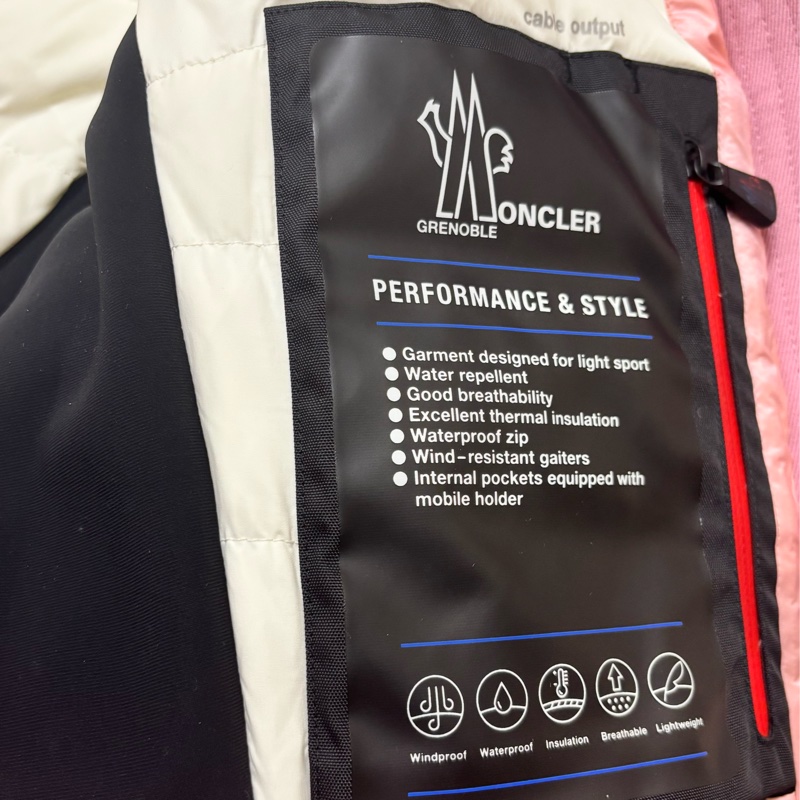 cable output
MONCLER
GRENOBLE
PERFORMANCE & STYLE
● Garment designed for light sport
● Water repellent
● Good breathability
● Excellent thermal insulation
● Waterproof zip
● Wind-resistant gaiters
● Internal pockets equipped with
mobile holder
Windproof Waterproof Insulation Breathable Lightweight